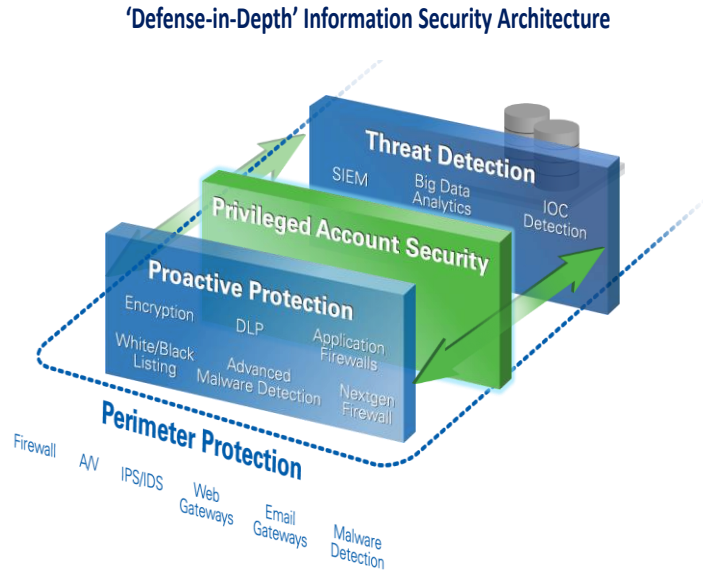 ‘Defense-in-Depth’ Information Security Architecture
Threat Detection
SIEM
Big Data
Analytics
IOC
Detection
Privileged Account Security
Proactive Protection
Encryption
DLP
Application
Firewalls
White/Black
Listing
Advanced
Malware Detection
Nextgen
Firewall
Perimeter Protection
Firewall
A/V
IPS/IDS
Web
Gateways
Email
Gateways
Malware
Detection